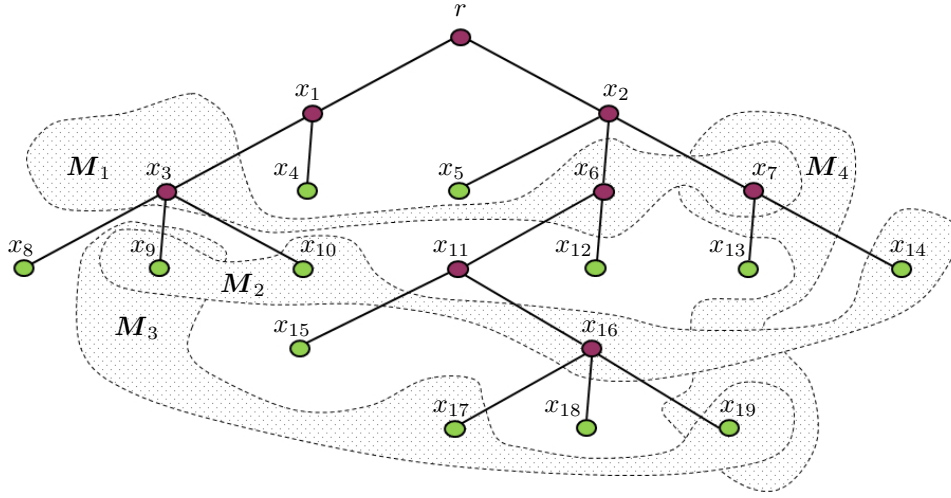 r
x₁ x₂
M₁ x₃ x₄ x₅ x₆ x₇ M₄
x₈ x₉ x₁₀ x₁₁ x₁₂ x₁₃ x₁₄
M₂
M₃ x₁₅ x₁₆
x₁₇ x₁₈ x₁₉